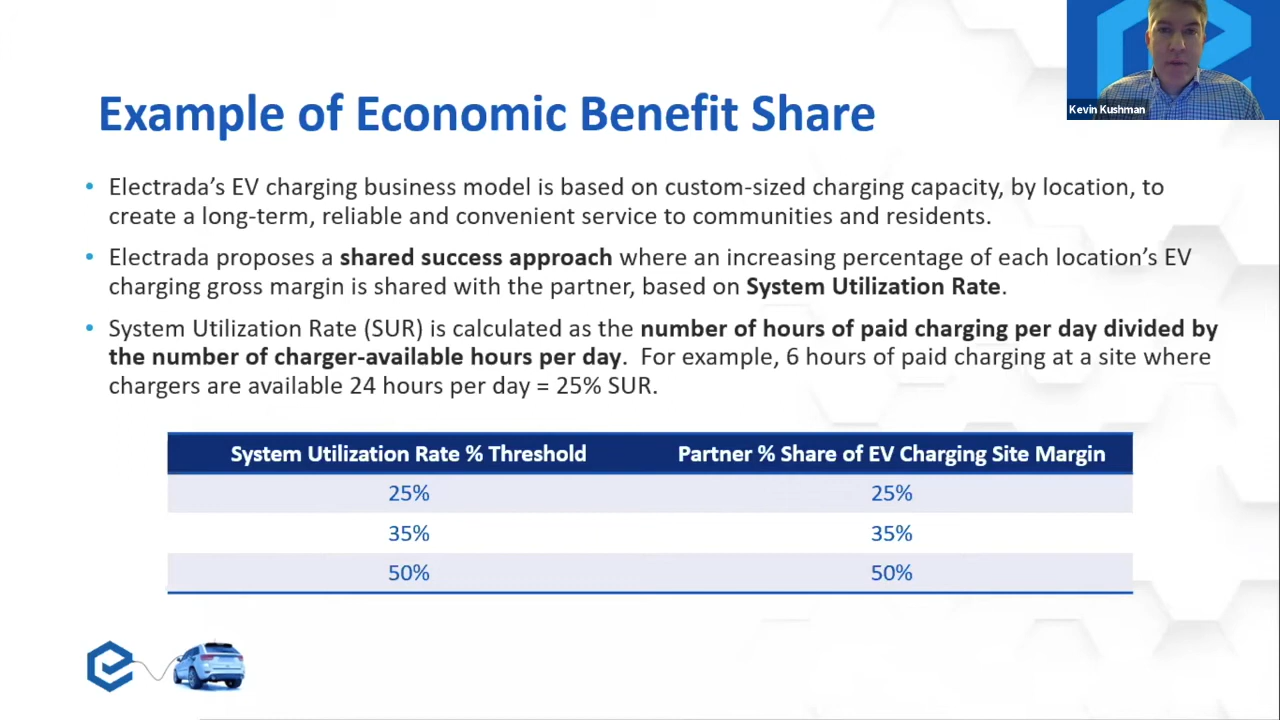 Kevin Kushman
Example of Economic Benefit Share
• Electrada’s EV charging business model is based on custom-sized charging capacity, by location, to
create a long-term, reliable and convenient service to communities and residents.
• Electrada proposes a shared success approach where an increasing percentage of each location’s EV
charging gross margin is shared with the partner, based on System Utilization Rate.
• System Utilization Rate (SUR) is calculated as the number of hours of paid charging per day divided by
the number of charger-available hours per day.  For example, 6 hours of paid charging at a site where
chargers are available 24 hours per day = 25% SUR.
System Utilization Rate % Threshold Partner % Share of EV Charging Site Margin
25% 25%
35% 35%
50% 50%